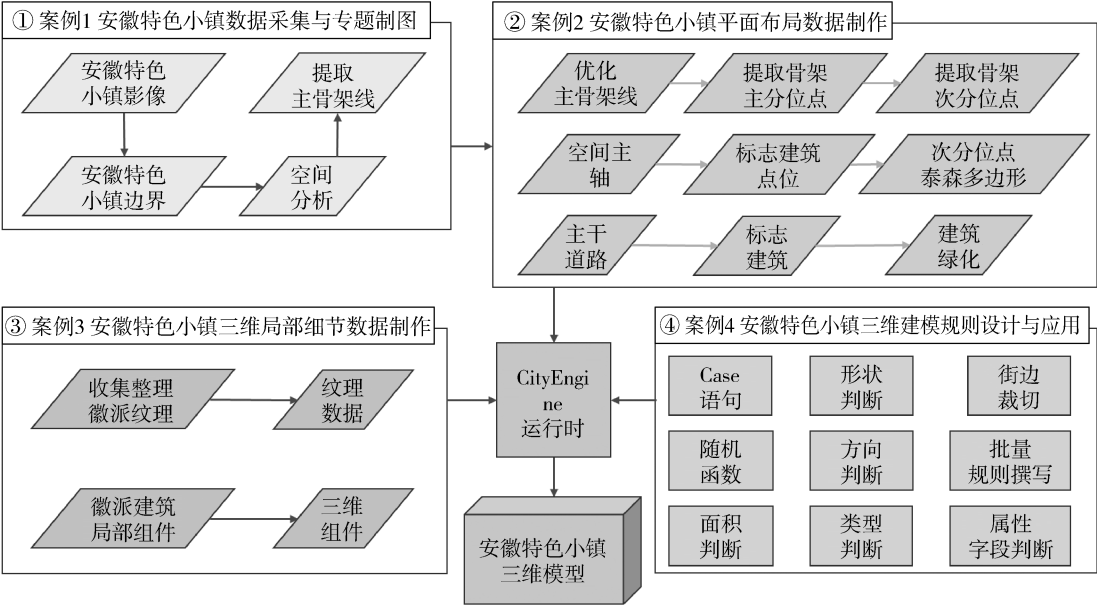 ① 案例1 安徽特色小镇数据采集与专题制图
安徽特色
小镇影像
提取
主骨架线
安徽特色
小镇边界
空间
分析
② 案例2 安徽特色小镇平面布局数据制作
优化
主骨架线
提取骨架
主分位点
提取骨架
次分位点
空间主
轴
标志建筑
点位
次分位点
泰森多边形
主干
道路
标志
建筑
建筑
绿化
③ 案例3 安徽特色小镇三维局部细节数据制作
收集整理
徽派纹理
纹理
数据
徽派建筑
局部组件
三维
组件
CityEngi
ne
运行时
安徽特色小镇
三维模型
④ 案例4 安徽特色小镇三维建模规则设计与应用
Case
语句
形状
判断
街边
裁切
随机
函数
方向
判断
批量
规则撰写
面积
判断
类型
判断
属性
字段判断